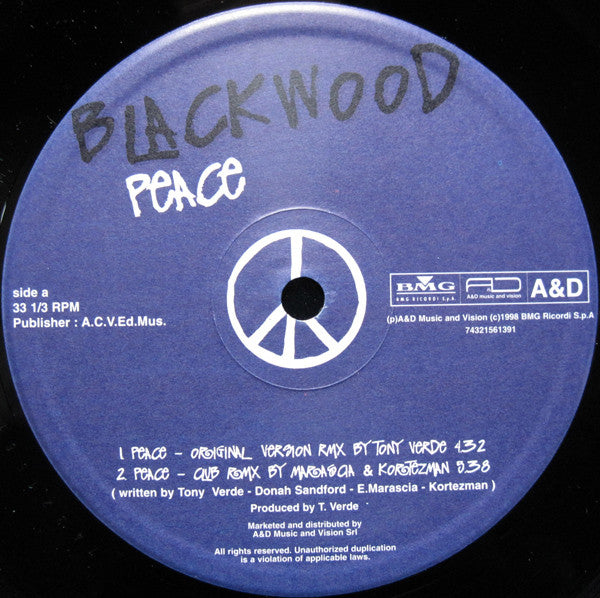 BLACKWOOD
PEACE
side a
33 1/3 RPM
Publisher : A.C.V.Ed.Mus.
BMG
BMG RICORDI S.p.A
AD
A&D music and vision
A&D
(p)A&D Music and Vision (c)1998 BMG Ricordi S.p.A
74321561391
1. PEACE - ORIGINAL VERSION RMX BY TONY VERDE 4.32
2. PEACE - CLUB RMX BY MARASCIA & KORTEZMAN 5.38
( written by Tony Verde - Donah Sandford - E.Marascia - Kortezman )
Produced by T. Verde
Marketed and distributed by
A&D Music and Vision Srl
All rights reserved. Unauthorized duplication
is a violation of applicable laws.